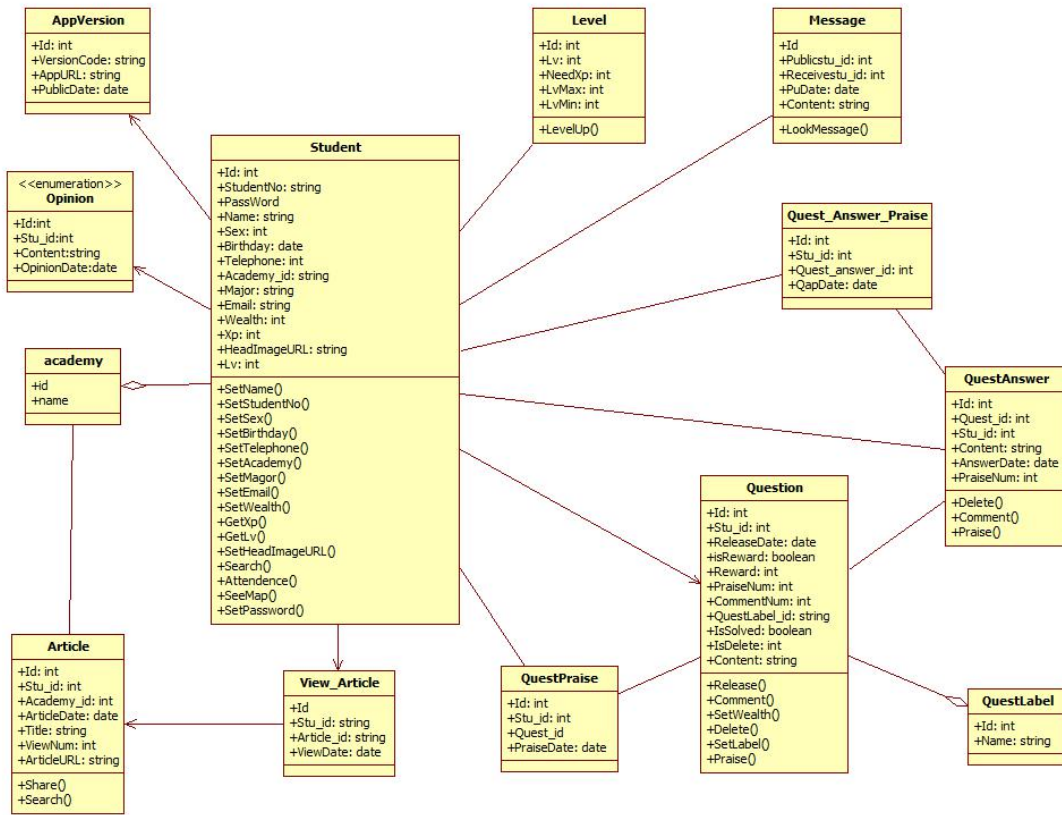 AppVersion
+Id: int
+VersionCode: string
+AppURL: string
+PublicDate: date
Level
+Id: int
+Lv: int
+NeedXp: int
+LvMax: int
+LvMin: int
+LevelUp()
Message
+Id
+Publicstu_id: int
+Receivestu_id: int
+PuDate: date
+Content: string
+LookMessage()
<<enumeration>>
Opinion
+Id:int
+Stu_id:int
+Content:string
+OpinionDate:date
Student
+Id: int
+StudentNo: string
+PassWord
+Name: string
+Sex: int
+Birthday: date
+Telephone: int
+Academy_id: string
+Major: string
+Email: string
+Wealth: int
+Xp: int
+HeadImageURL: string
+Lv: int
+SetName()
+SetStudentNo()
+SetSex()
+SetBirthday()
+SetTelephone()
+SetAcademy()
+SetMagor()
+SetEmail()
+SetWealth()
+GetXp()
+GetLv()
+SetHeadImageURL()
+Search()
+Attendence()
+SeeMap()
+SetPassword()
Quest_Answer_Praise
+Id: int
+Stu_id: int
+Quest_answer_id: int
+QapDate: date
academy
+id
+name
QuestAnswer
+Id: int
+Quest_id: int
+Stu_id: int
+Content: string
+AnswerDate: date
+PraiseNum: int
+Delete()
+Comment()
+Praise()
Question
+Id: int
+Stu_id: int
+ReleaseDate: date
+isReward: boolean
+Reward: int
+PraiseNum: int
+CommentNum: int
+QuestLabel_id: string
+IsSolved: boolean
+IsDelete: int
+Content: string
+Release()
+Comment()
+SetWealth()
+Delete()
+SetLabel()
+Praise()
Article
+Id: int
+Stu_id: int
+Academy_id: int
+ArticleDate: date
+Title: string
+ViewNum: int
+ArticleURL: string
+Share()
+Search()
View_Article
+Id
+Stu_id: string
+Article_id: string
+ViewDate: date
QuestPraise
+Id: int
+Stu_id: int
+Quest_id
+PraiseDate: date
QuestLabel
+Id: int
+Name: string